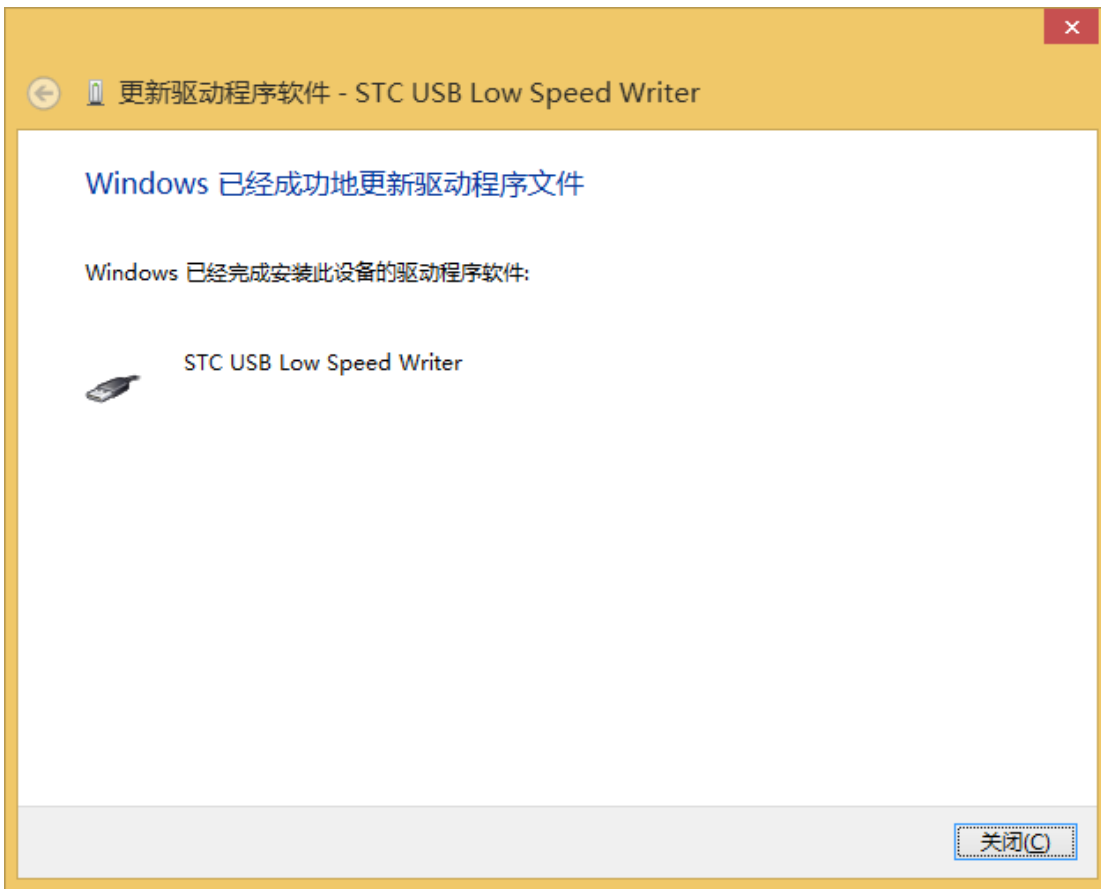 更新驱动程序软件 - STC USB Low Speed Writer
Windows 已经成功地更新驱动程序文件
Windows 已经完成安装此设备的驱动程序软件:
STC USB Low Speed Writer
关闭(C)